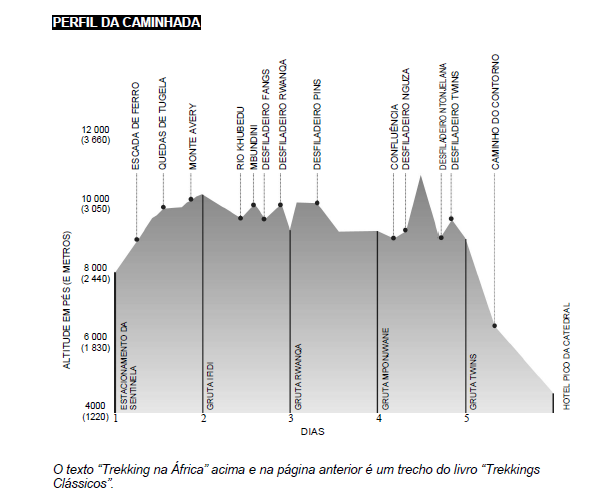 PERFIL DA CAMINHADA
ESCADA DE FERRO
QUEDAS DE TUGELA
MONTE AVERY
RIO KHUBEDU
MBUNDINI
DESFILADEIRO FANGS
DESFILADEIRO RWANQA
DESFILADEIRO PINS
CONFLUÊNCIA
DESFILADEIRO NGUZA
DESFILADEIRO NTONJELANA
DESFILADEIRO TWINS
CAMINHO DO CONTORNO
ALTITUDE EM PÉS (E METROS)
12 000
(3 660)
10 000
(3 050)
8 000
(2 440)
6 000
(1 830)
4000
(1220)
ESTACIONAMENTO DA
SENTINELA
GRUTA IFIDI
GRUTA RWANQA
GRUTA MPONJWANE
GRUTA TWINS
HOTEL PICO DA CATEDRAL
1 2 3 4 5
DIAS
O texto “Trekking na África” acima e na página anterior é um trecho do livro “Trekkings
Clássicos”.